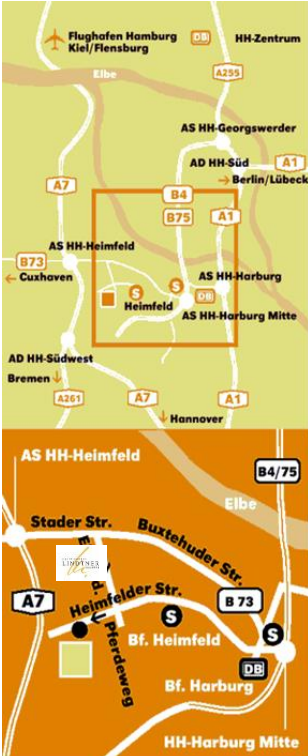 Flughafen Hamburg
Kiel/Flensburg
DB
HH-Zentrum
Elbe
A255
AS HH-Georgswerder
AD HH-Süd
A1
Berlin/Lübeck
A7
B4
B75
A1
AS HH-Heimfeld
B73
Cuxhaven
S
S
AS HH-Harburg
DB
Heimfeld
AS HH-Harburg Mitte
AD HH-Südwest
Bremen
A261
A7
A1
Hannover
AS HH-Heimfeld
B4/75
Elbe
Stader Str.
Buxtehuder Str.
LINDTNER
A7
Heimfelder Str.
B 73
Pferdeweg
S
S
Bf. Heimfeld
DB
Bf. Harburg
HH-Harburg Mitte